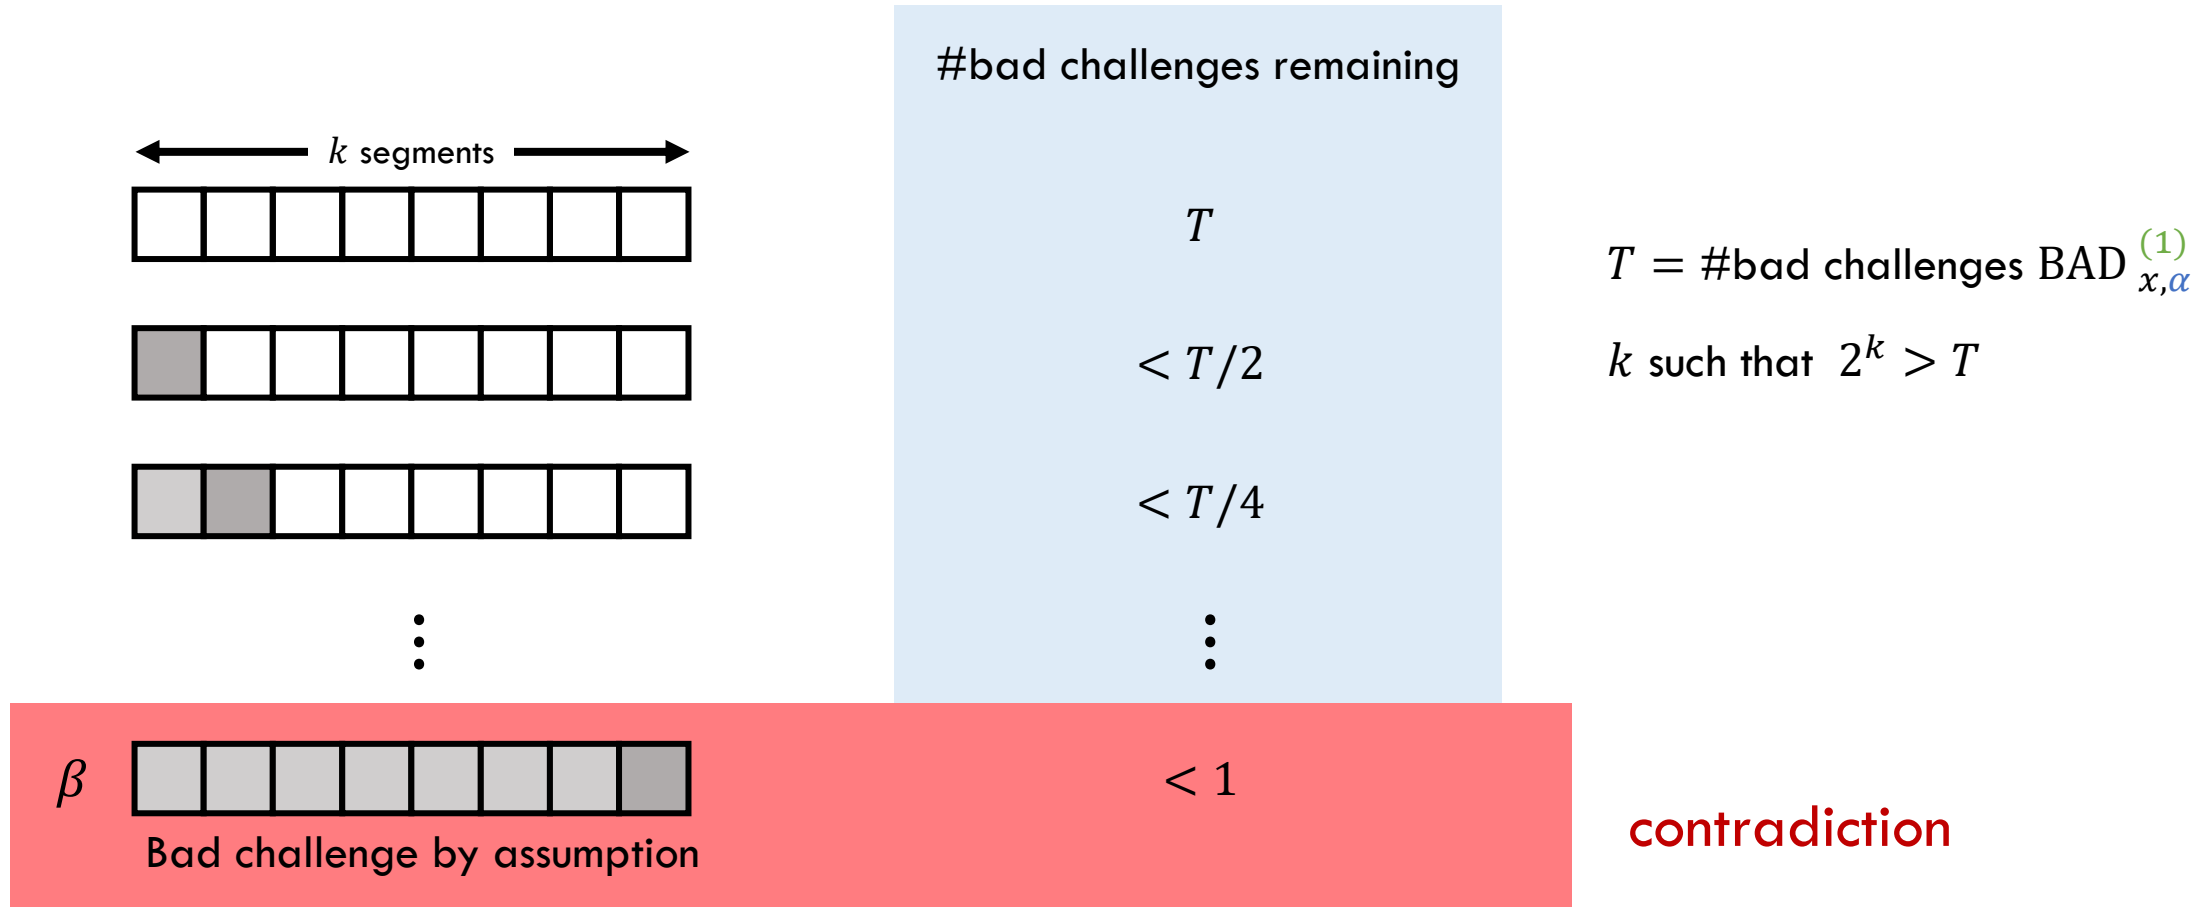 #bad challenges remaining
k segments
T
T = #bad challenges BAD^{(1)}_{x,α}
< T/2
k such that 2^k > T
< T/4
⋮ ⋮
β < 1
contradiction
Bad challenge by assumption